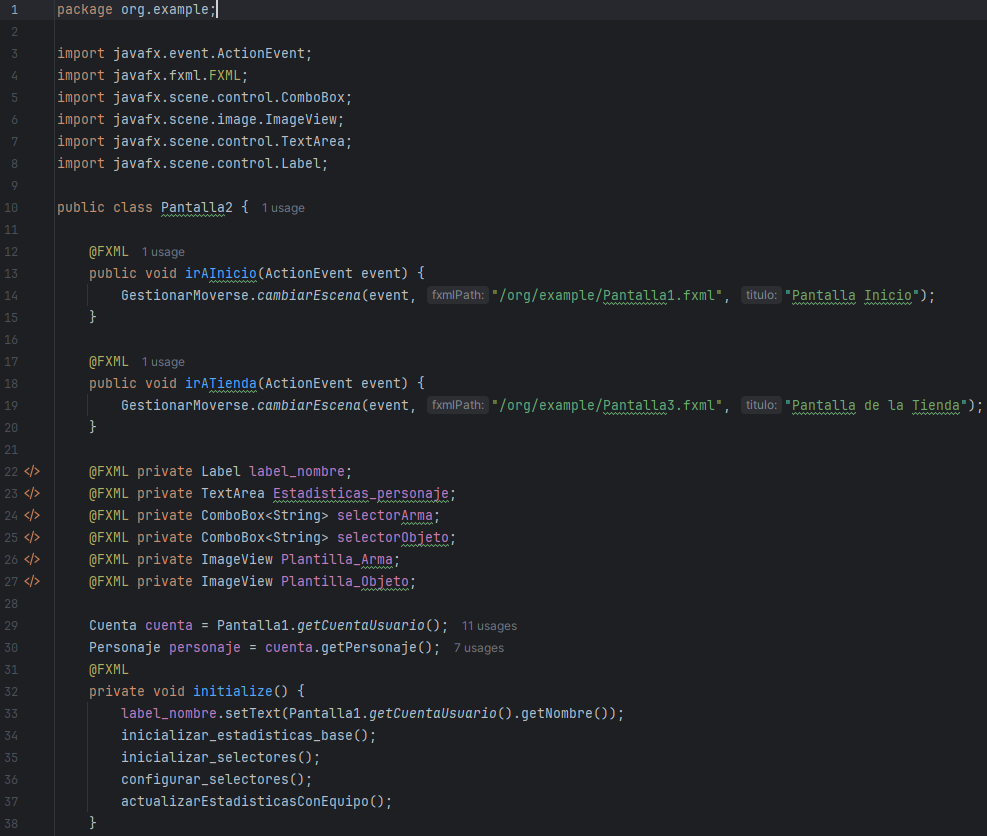 1 package org.example;
2
3 import javafx.event.ActionEvent;
4 import javafx.fxml.FXML;
5 import javafx.scene.control.ComboBox;
6 import javafx.scene.image.ImageView;
7 import javafx.scene.control.TextArea;
8 import javafx.scene.control.Label;
9
10 public class Pantalla2 { 1 usage
11
12 @FXML 1 usage
13 public void irAInicio(ActionEvent event) {
14 GestionarMoverse.cambiarEscena(event, fxmlPath: "/org/example/Pantalla1.fxml", titulo: "Pantalla Inicio");
15 }
16
17 @FXML 1 usage
18 public void irATienda(ActionEvent event) {
19 GestionarMoverse.cambiarEscena(event, fxmlPath: "/org/example/Pantalla3.fxml", titulo: "Pantalla de la Tienda");
20 }
21
22 </> @FXML private Label label_nombre;
23 </> @FXML private TextArea Estadisticas_personaje;
24 </> @FXML private ComboBox<String> selectorArma;
25 </> @FXML private ComboBox<String> selectorObjeto;
26 </> @FXML private ImageView Plantilla_Arma;
27 </> @FXML private ImageView Plantilla_Objeto;
28
29 Cuenta cuenta = Pantalla1.getCuentaUsuario(); 11 usages
30 Personaje personaje = cuenta.getPersonaje(); 7 usages
31 @FXML
32 private void initialize() {
33 label_nombre.setText(Pantalla1.getCuentaUsuario().getNombre());
34 inicializar_estadisticas_base();
35 inicializar_selectores();
36 configurar_selectores();
37 actualizarEstadisticasConEquipo();
38 }